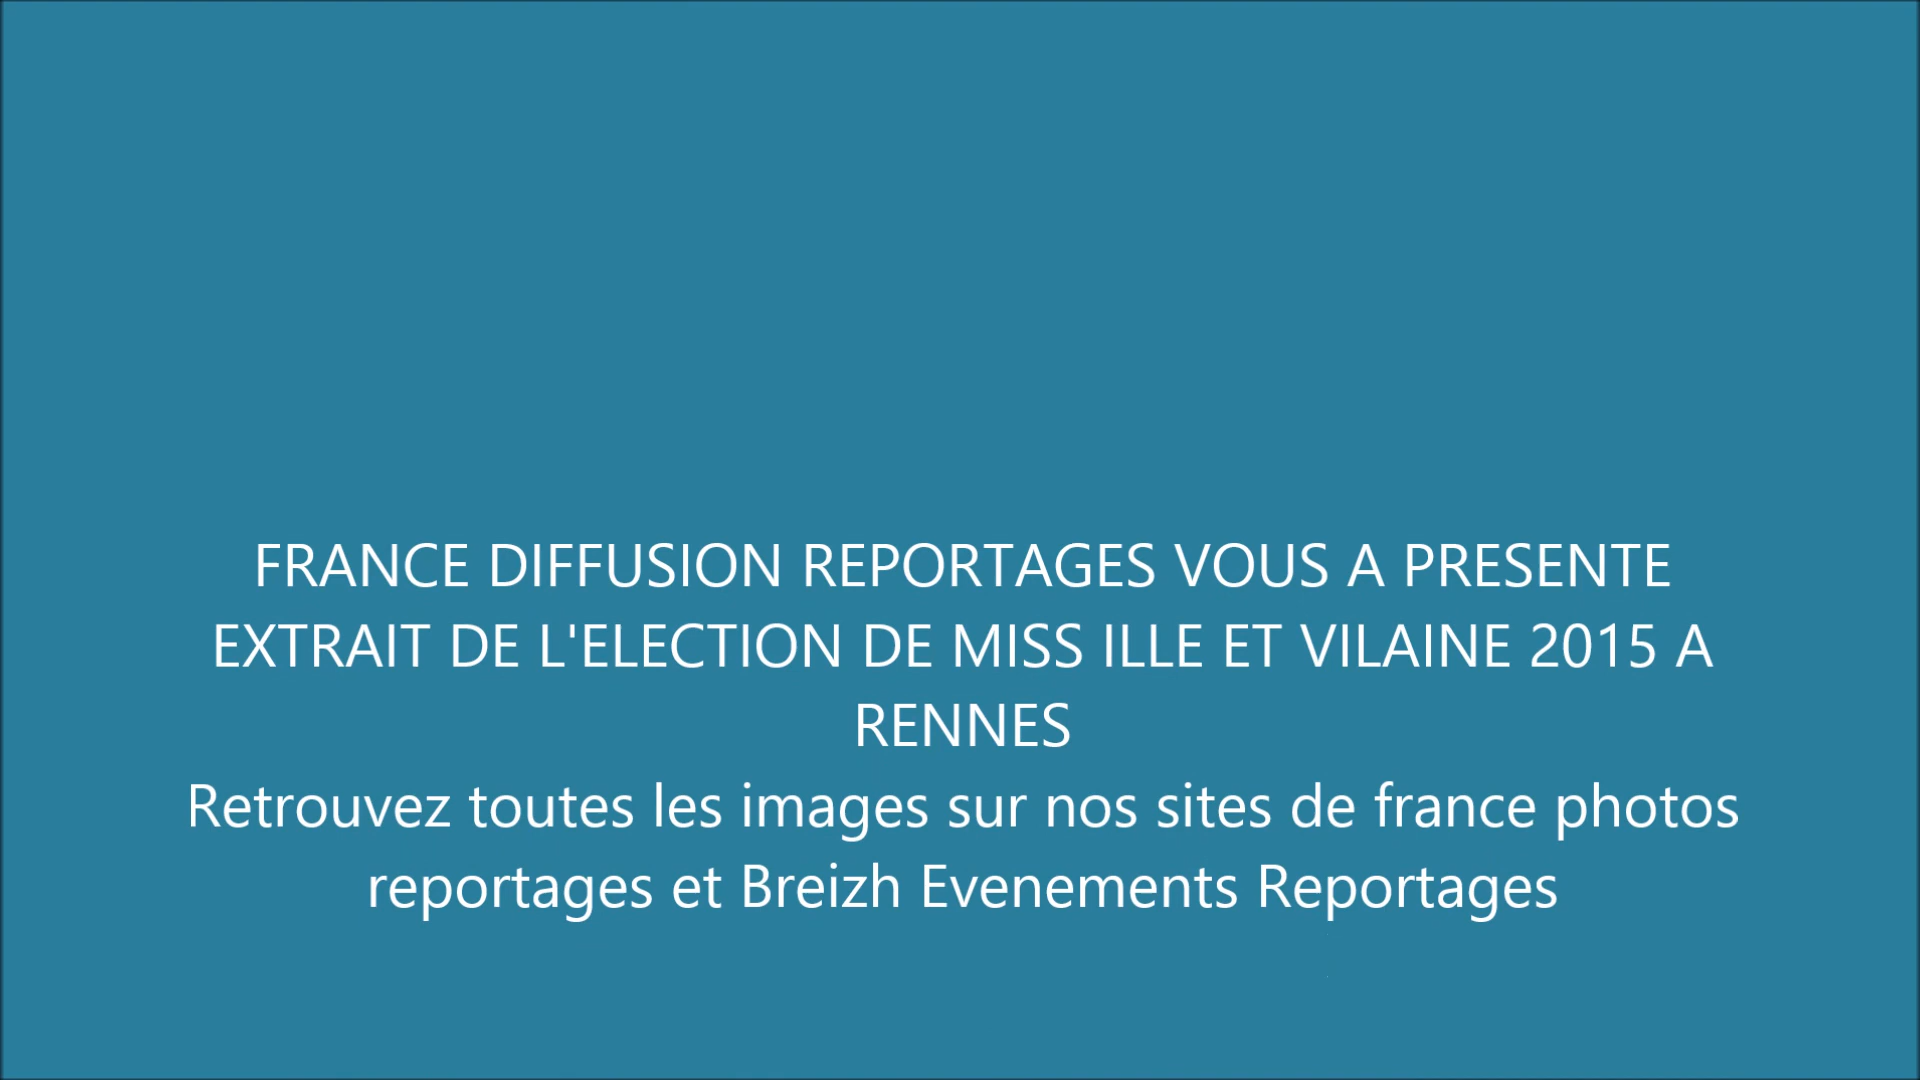 FRANCE DIFFUSION REPORTAGES VOUS A PRESENTE
EXTRAIT DE L'ELECTION DE MISS ILLE ET VILAINE 2015 A
RENNES
Retrouvez toutes les images sur nos sites de france photos
reportages et Breizh Evenements Reportages